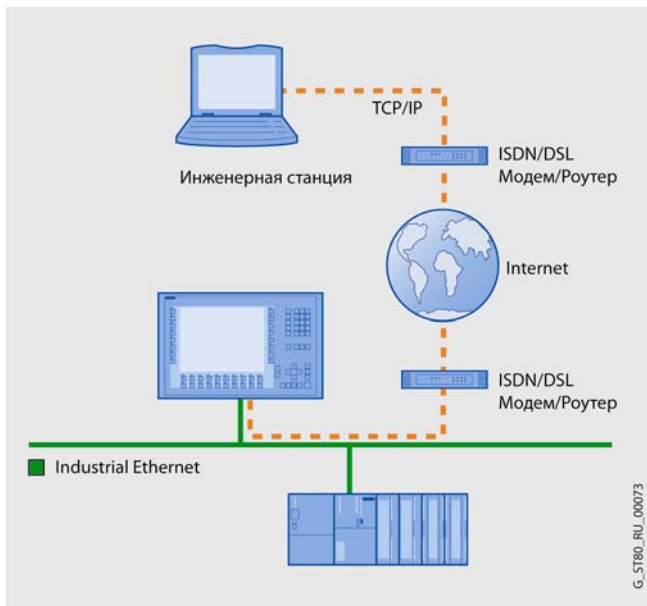 TCP/IP
Инженерная станция
ISDN/DSL
Модем/Роутер
Internet
ISDN/DSL
Модем/Роутер
Industrial Ethernet
G_ST80_RU_00073